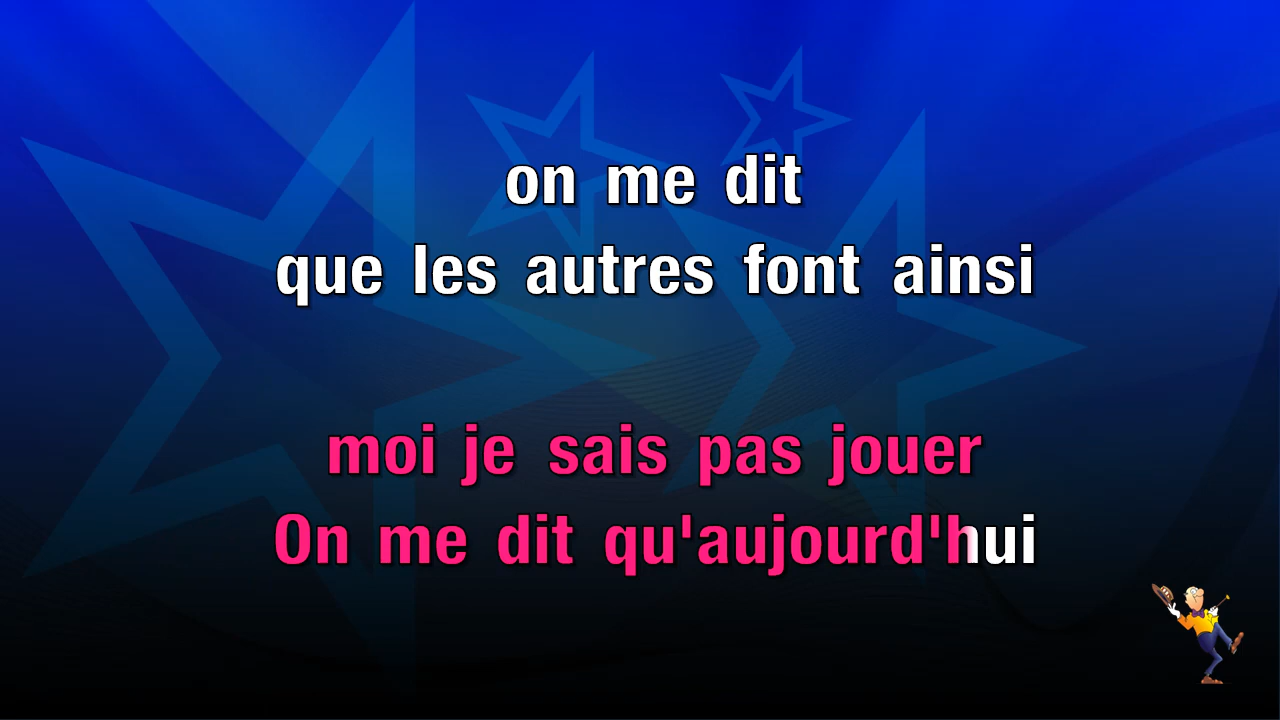 on me dit
que les autres font ainsi
moi je sais pas jouer
On me dit qu'aujourd'hui